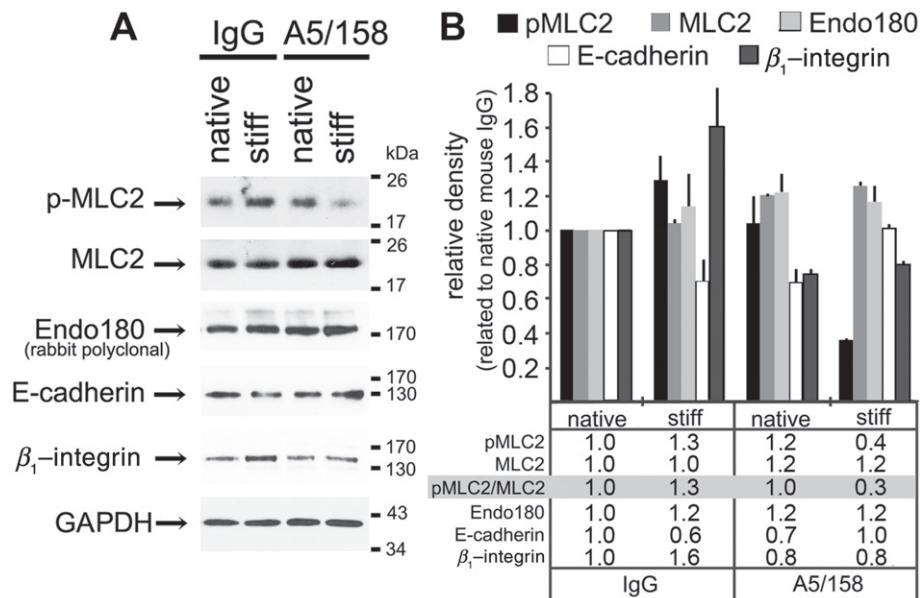 A
IgG A5/158
native stiff native stiff
kDa
p-MLC2
26
17
MLC2
26
17
Endo180
(rabbit polyclonal)
170
E-cadherin
170
130
β₁–integrin
170
130
GAPDH
43
34
B
pMLC2 MLC2 Endo180
E-cadherin β₁–integrin
relative density
(related to native mouse IgG)
1.8
1.6
1.4
1.2
1.0
0.8
0.6
0.4
0.2
native stiff native stiff
pMLC2 1.0 1.3 1.2 0.4
MLC2 1.0 1.0 1.2 1.2
pMLC2/MLC2 1.0 1.3 1.0 0.3
Endo180 1.0 1.2 1.2 1.2
E-cadherin 1.0 0.6 0.7 1.0
β₁–integrin 1.0 1.6 0.8 0.8
IgG A5/158